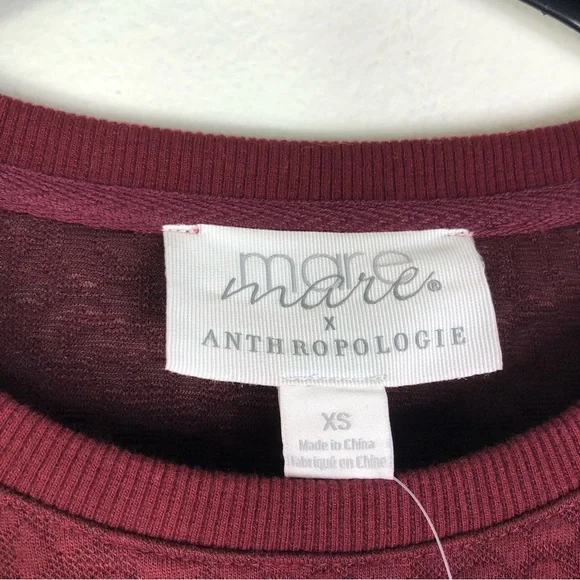 mare
mare®
x
ANTHROPOLOGIE
XS
Made in China
Fabriqué en Chine